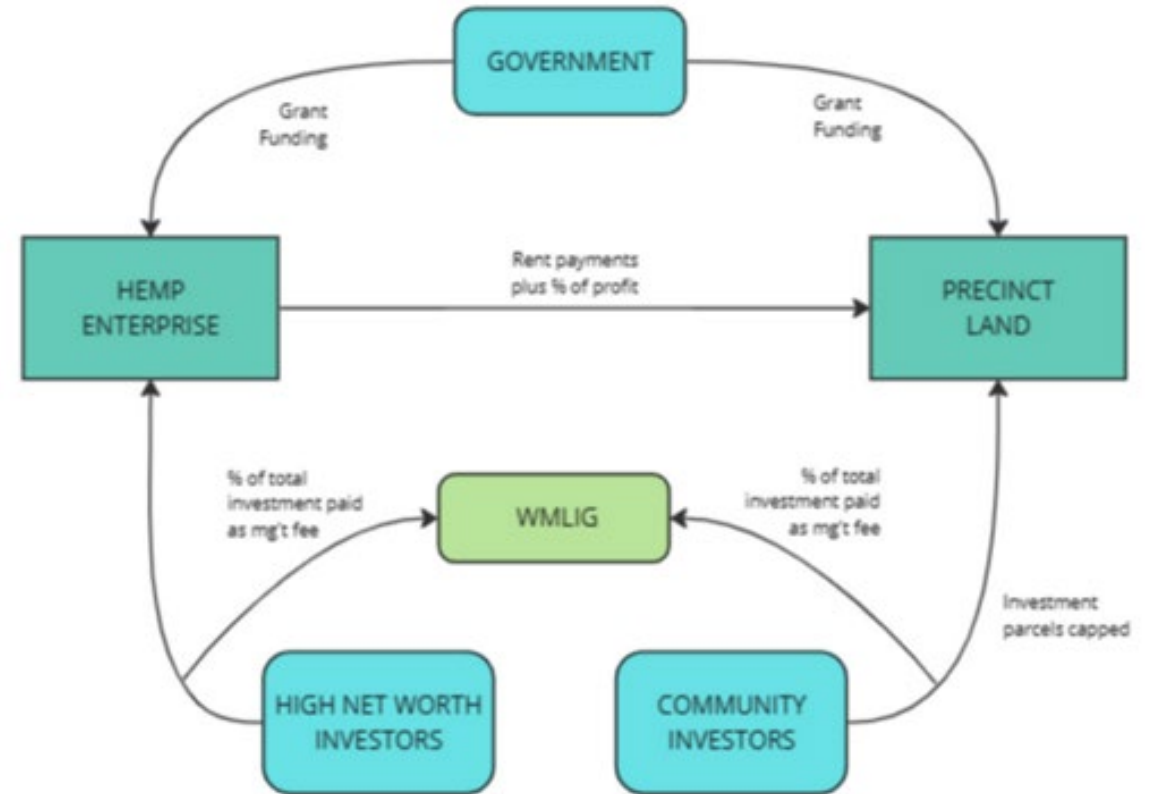 GOVERNMENT
Grant
Funding
Grant
Funding
HEMP
ENTERPRISE
Rent payments
plus % of profit
PRECINCT
LAND
% of total
investment paid
as mg't fee
WMLIG
% of total
investment paid
as mg't fee
Investment
parcels capped
HIGH NET WORTH
INVESTORS
COMMUNITY
INVESTORS